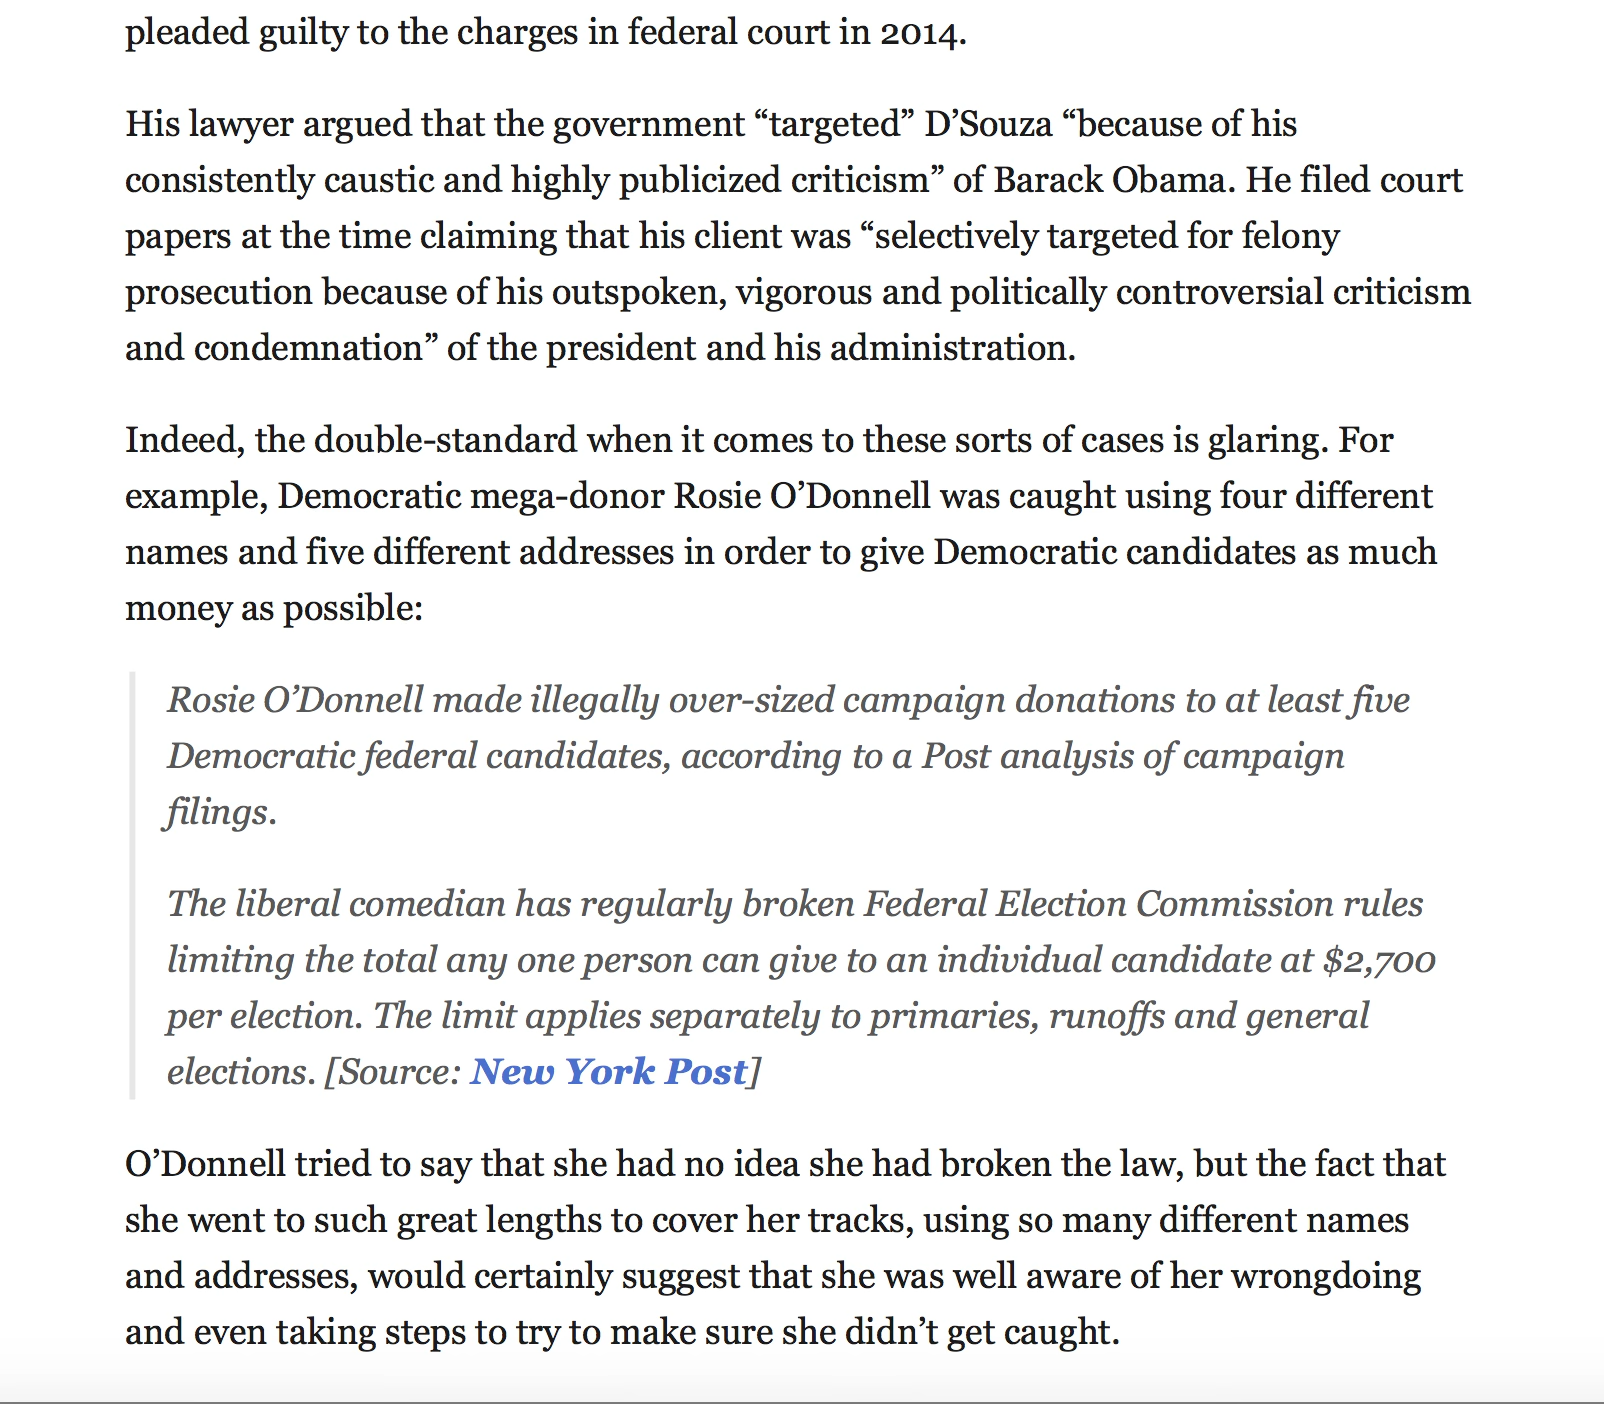 pleaded guilty to the charges in federal court in 2014.
His lawyer argued that the government “targeted” D’Souza “because of his
consistently caustic and highly publicized criticism” of Barack Obama. He filed court
papers at the time claiming that his client was “selectively targeted for felony
prosecution because of his outspoken, vigorous and politically controversial criticism
and condemnation” of the president and his administration.
Indeed, the double-standard when it comes to these sorts of cases is glaring. For
example, Democratic mega-donor Rosie O’Donnell was caught using four different
names and five different addresses in order to give Democratic candidates as much
money as possible:
Rosie O’Donnell made illegally over-sized campaign donations to at least five
Democratic federal candidates, according to a Post analysis of campaign
filings.
The liberal comedian has regularly broken Federal Election Commission rules
limiting the total any one person can give to an individual candidate at $2,700
per election. The limit applies separately to primaries, runoffs and general
elections. [Source: New York Post]
O’Donnell tried to say that she had no idea she had broken the law, but the fact that
she went to such great lengths to cover her tracks, using so many different names
and addresses, would certainly suggest that she was well aware of her wrongdoing
and even taking steps to try to make sure she didn’t get caught.